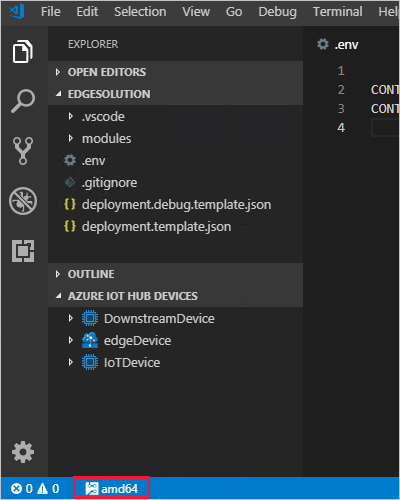 File Edit View Go Debug Terminal Help
EXPLORER
OPEN EDITORS
EDGESOLUTION
.vscode
modules
.env
.gitignore
{} deployment.debug.template.json
{} deployment.template.json
OUTLINE
AZURE IOT HUB DEVICES
DownstreamDevice
edgeDevice
IoTDevice
.env
1
2 CONT
3 CONT
4
0 0 amd64